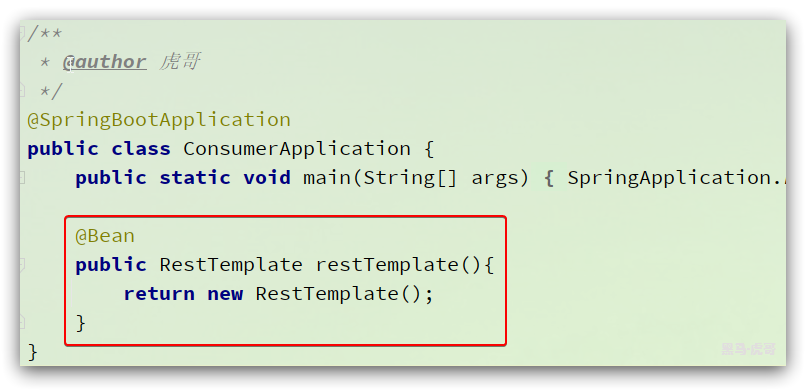 /**
 * @author 虎哥
 */
@SpringBootApplication
public class ConsumerApplication {
    public static void main(String[] args) { SpringApplication.
    @Bean
    public RestTemplate restTemplate(){
        return new RestTemplate();
    }
}
黑马-虎哥